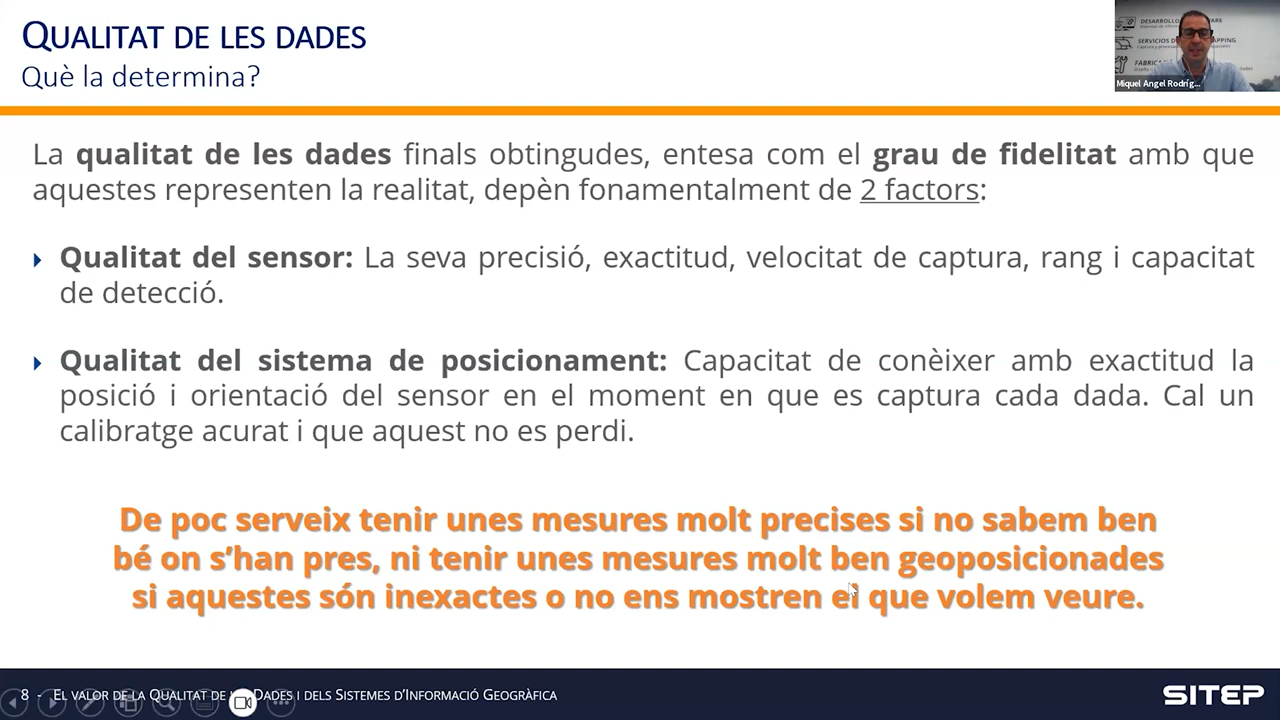 QUALITAT DE LES DADES
Què la determina?
DESARROLLO
SERVICIOS
Miquel Angel Rodríg...
La qualitat de les dades finals obtingudes, entesa com el grau de fidelitat amb que
aquestes representen la realitat, depèn fonamentalment de 2 factors:
Qualitat del sensor: La seva precisió, exactitud, velocitat de captura, rang i capacitat
de detecció.
Qualitat del sistema de posicionament: Capacitat de conèixer amb exactitud la
posició i orientació del sensor en el moment en que es captura cada dada. Cal un
calibratge acurat i que aquest no es perdi.
De poc serveix tenir unes mesures molt precises si no sabem ben
bé on s’han pres, ni tenir unes mesures molt ben geoposicionades
si aquestes són inexactes o no ens mostren el que volem veure.
8 - EL VALOR DE LA QUALITAT DE DADES I DELS SISTEMES D’INFORMACIÓ GEOGRÀFICA
SITEP